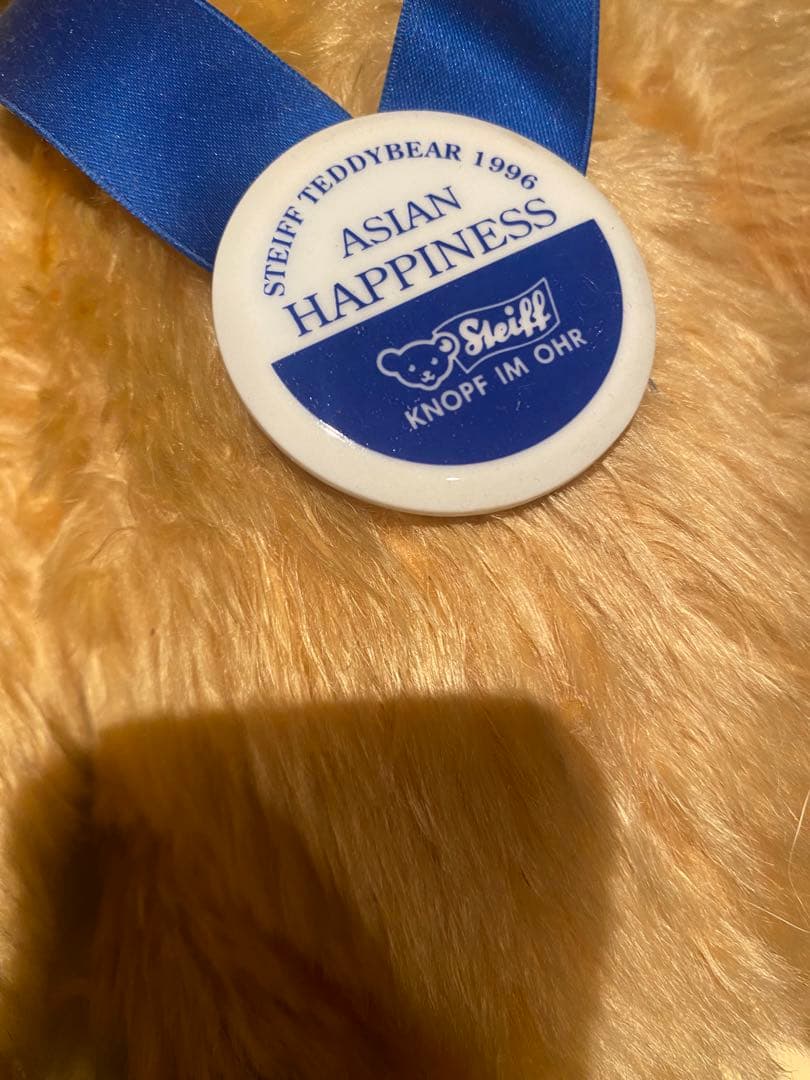 STEIFF TEDDYBEAR 1996
ASIAN
HAPPINESS
Steiff
KNOPF IM OHR